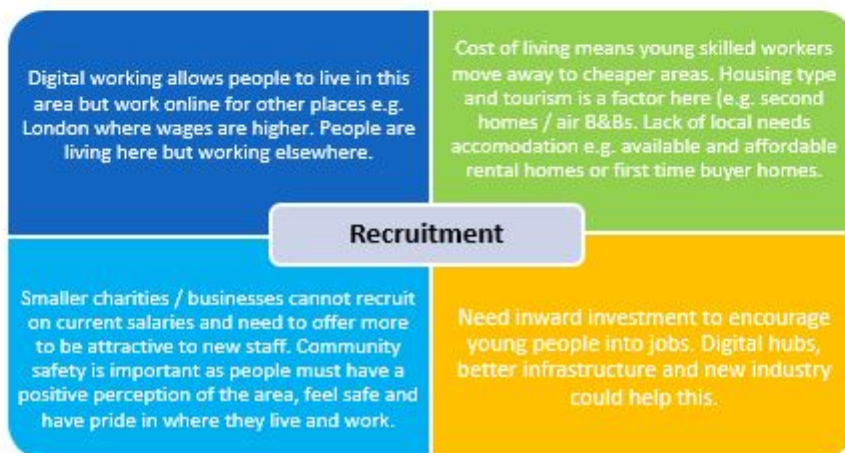 Digital working allows people to live in this
area but work online for other places e.g.
London where wages are higher. People are
living here but working elsewhere.
Cost of living means young skilled workers
move away to cheaper areas. Housing type
and tourism is a factor here (e.g. second
homes / air B&Bs. Lack of local needs
accomodation e.g. available and affordable
rental homes or first time buyer homes.
Recruitment
Smaller charities / businesses cannot recruit
on current salaries and need to offer more
to be attractive to new staff. Community
safety is important as people must have a
positive perception of the area, feel safe and
have pride in where they live and work.
Need inward investment to encourage
young people into jobs. Digital hubs,
better infrastructure and new industry
could help this.